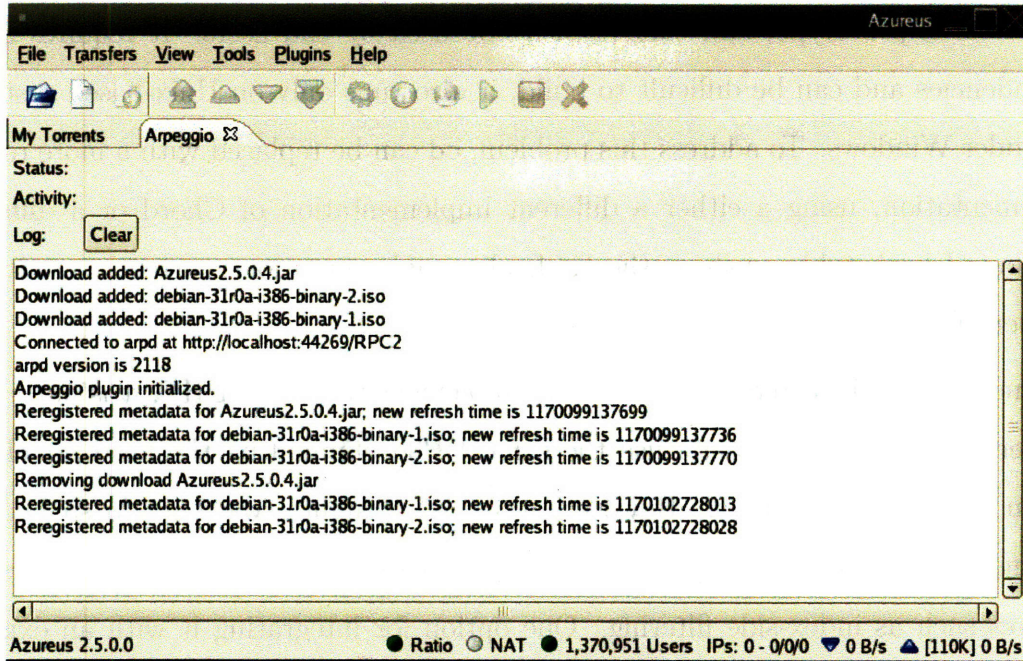 Azureus
File Transfers View Tools Plugins Help
My Torrents Arpeggio
Status:
Activity:
Log: Clear
Download added: Azureus2.5.0.4.jar
Download added: debian-31r0a-i386-binary-2.iso
Download added: debian-31r0a-i386-binary-1.iso
Connected to arpd at http://localhost:44269/RPC2
arpd version is 2118
Arpeggio plugin initialized.
Reregistered metadata for Azureus2.5.0.4.jar; new refresh time is 1170099137699
Reregistered metadata for debian-31r0a-i386-binary-1.iso; new refresh time is 1170099137736
Reregistered metadata for debian-31r0a-i386-binary-2.iso; new refresh time is 1170099137770
Removing download Azureus2.5.0.4.jar
Reregistered metadata for debian-31r0a-i386-binary-1.iso; new refresh time is 1170102728013
Reregistered metadata for debian-31r0a-i386-binary-2.iso; new refresh time is 1170102728028
Azureus 2.5.0.0 Ratio NAT 1,370,951 Users IPs: 0 - 0/0/0 0 B/s [110K] 0 B/s